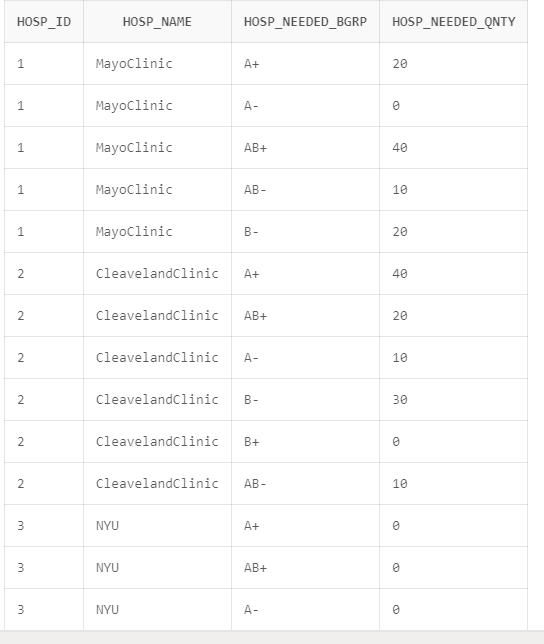 HOSP_ID HOSP_NAME HOSP_NEEDED_BGRP HOSP_NEEDED_QNTY
1 MayoClinic A+ 20
1 MayoClinic A- 0
1 MayoClinic AB+ 40
1 MayoClinic AB- 10
1 MayoClinic B- 20
2 CleavelandClinic A+ 40
2 CleavelandClinic AB+ 20
2 CleavelandClinic A- 10
2 CleavelandClinic B- 30
2 CleavelandClinic B+ 0
2 CleavelandClinic AB- 10
3 NYU A+ 0
3 NYU AB+ 0
3 NYU A- 0